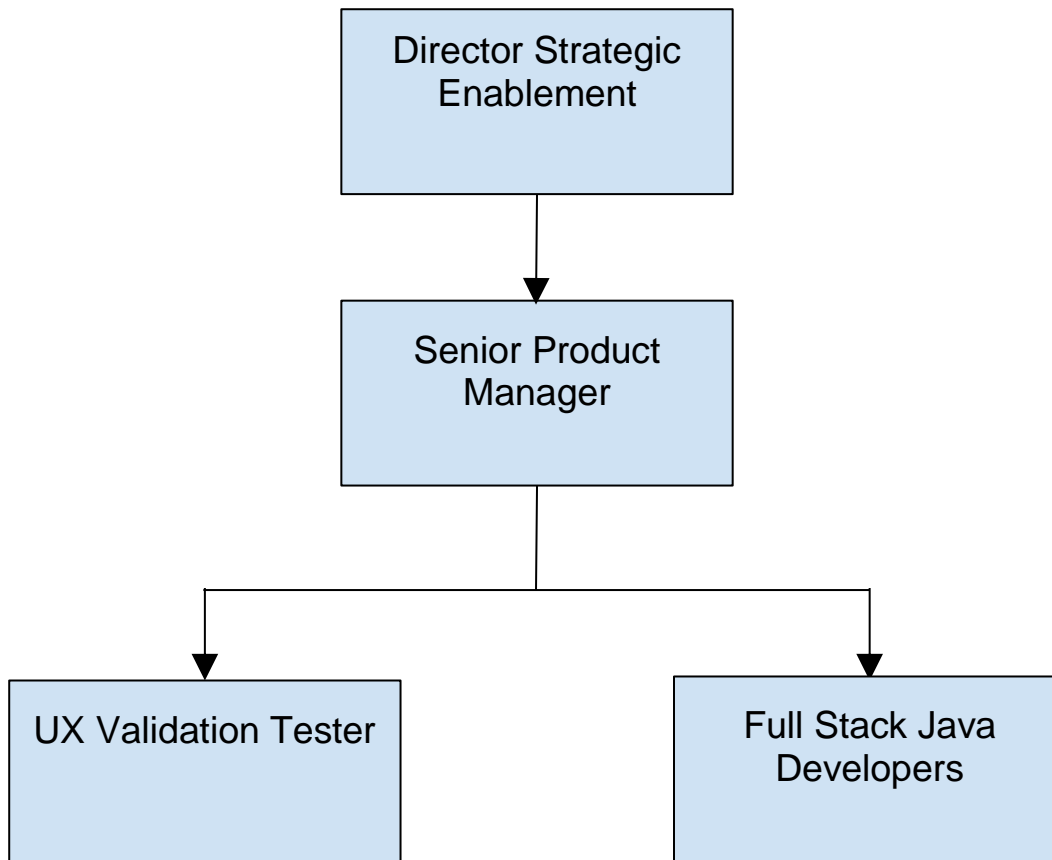 Director Strategic
Enablement
Senior Product
Manager
UX Validation Tester
Full Stack Java
Developers